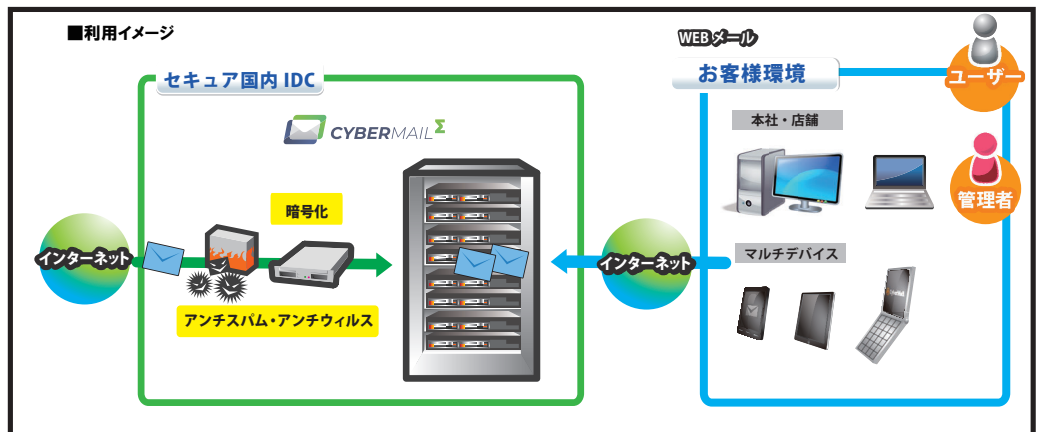 ■利用イメージ
WEBメール
セキュア国内 IDC
お客様環境
ユーザー
CYBERMAIL Σ
本社・店舗
管理者
暗号化
インターネット
インターネット
マルチデバイス
アンチスパム・アンチウィルス